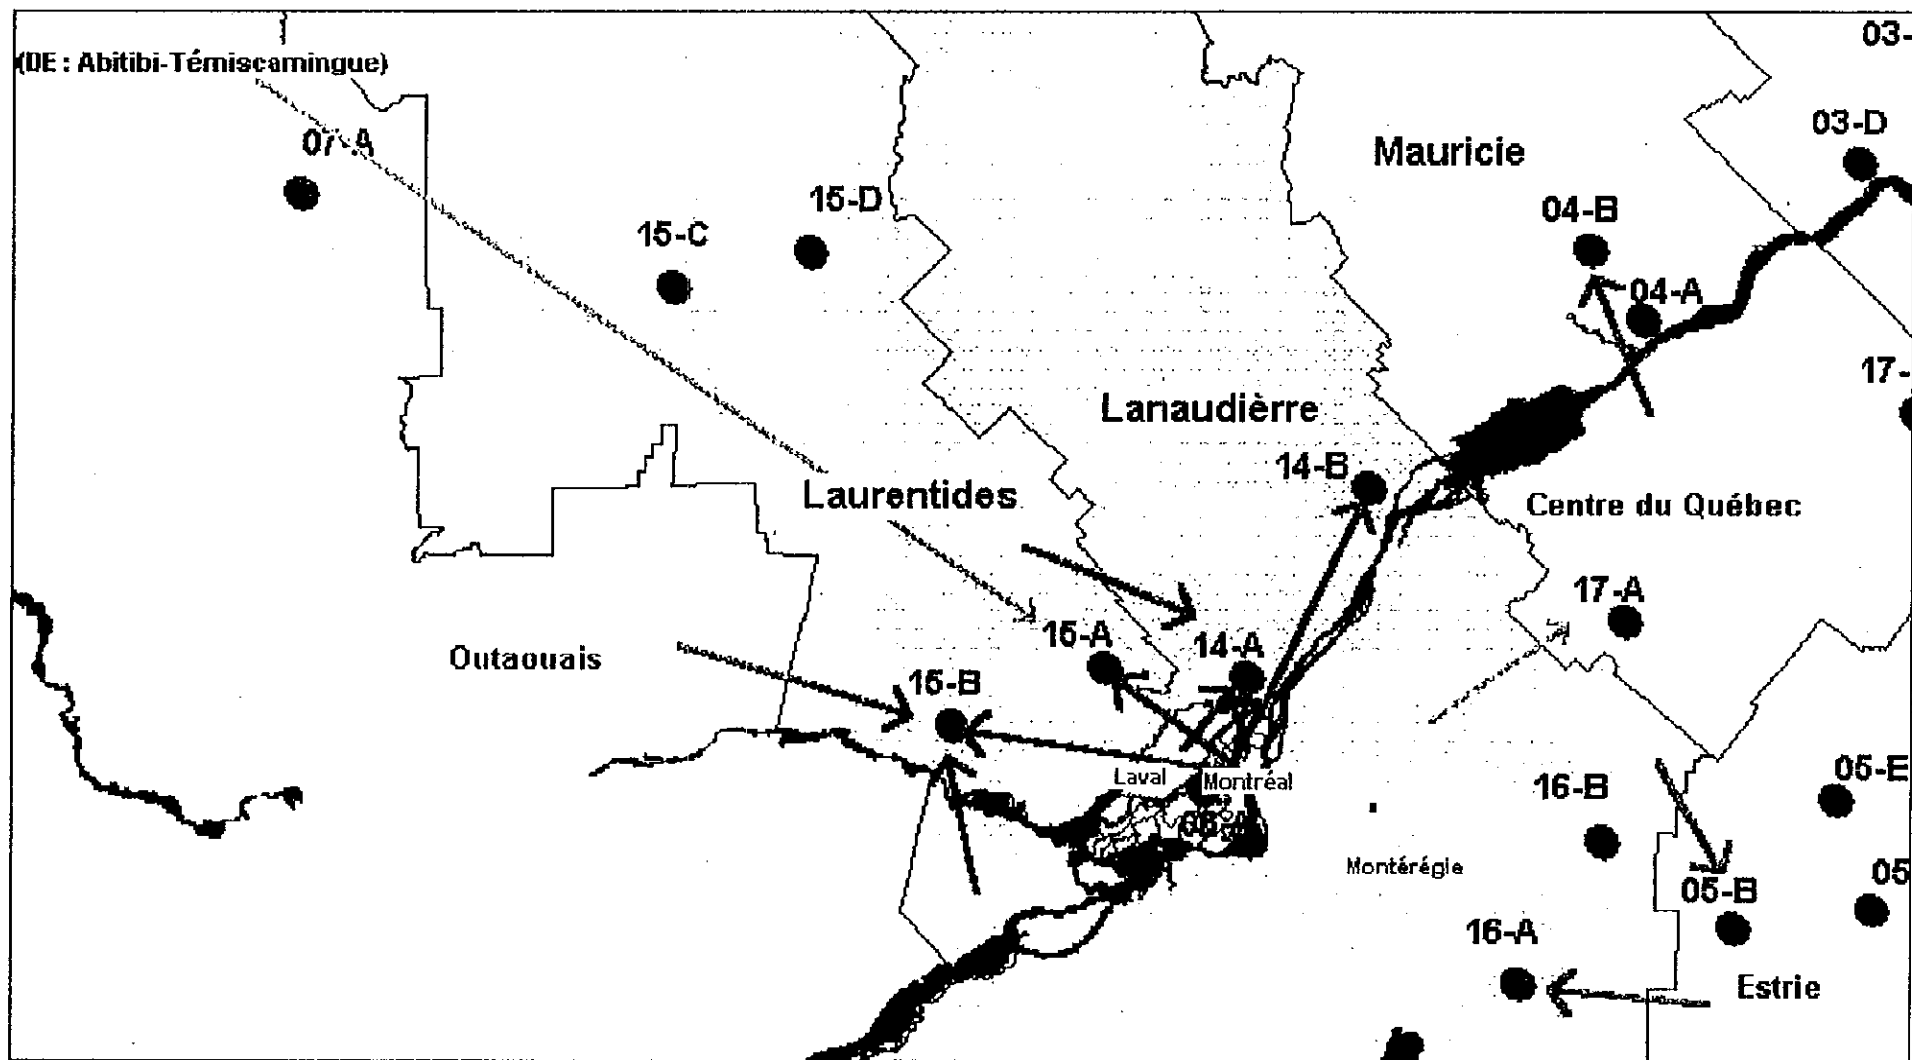 03-
(DE : Abitibi-Témiscamingue)
07-A
03-D
Mauricie
15-D
04-B
15-C
04-A
17-
Lanaudièrre
14-B
Laurentides
Centre du Québec
17-A
15-A
14-A
Outaouais
15-B
Laval
Montréal
05-E
16-B
Montérégie
05-B
05
16-A
Estrie